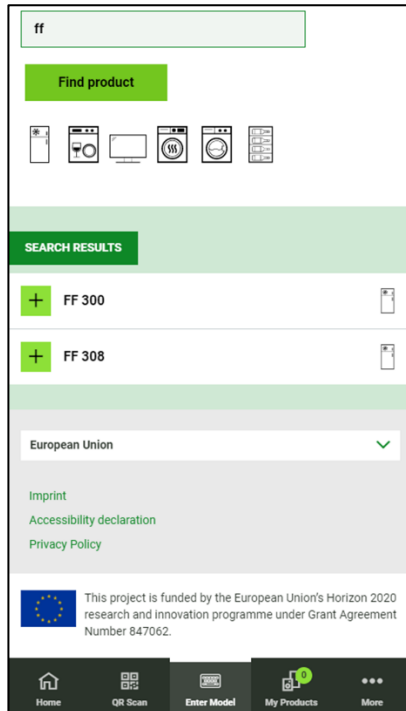 ff
Find product
SEARCH RESULTS
FF 300
FF 308
European Union
Imprint
Accessibility declaration
Privacy Policy
This project is funded by the European Union's Horizon 2020
research and innovation programme under Grant Agreement
Number 847062.
0
Home
QR Scan
Enter Model
My Products
More